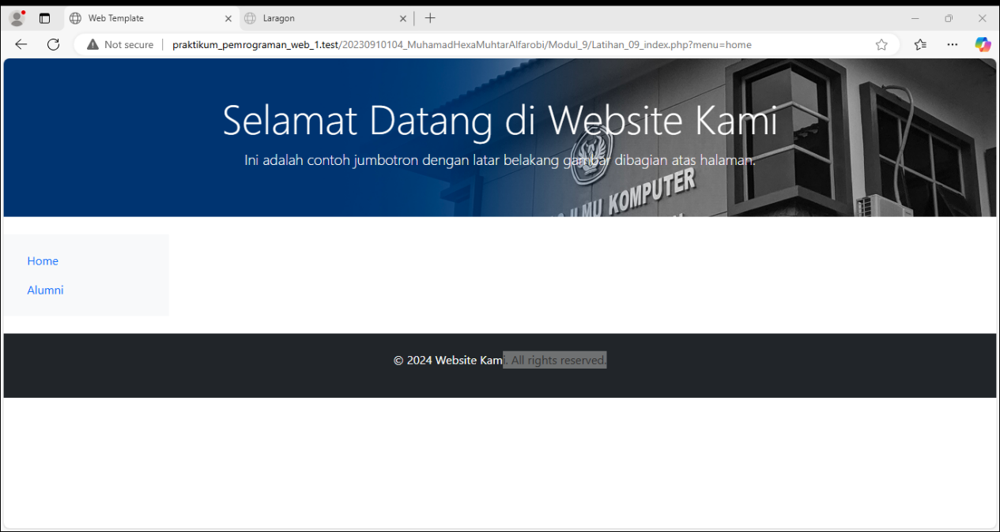 Web Template
Laragon
Not secure
praktikum_pemrograman_web_1.test/20230910104_MuhamadHexaMuhtarAlfarobi/Modul_9/Latihan_09_index.php?menu=home
Selamat Datang di Website Kami
Ini adalah contoh jumbotron dengan latar belakang gambar dibagian atas halaman.
ILMU KOMPUTER
Home
Alumni
© 2024 Website Kami. All rights reserved.